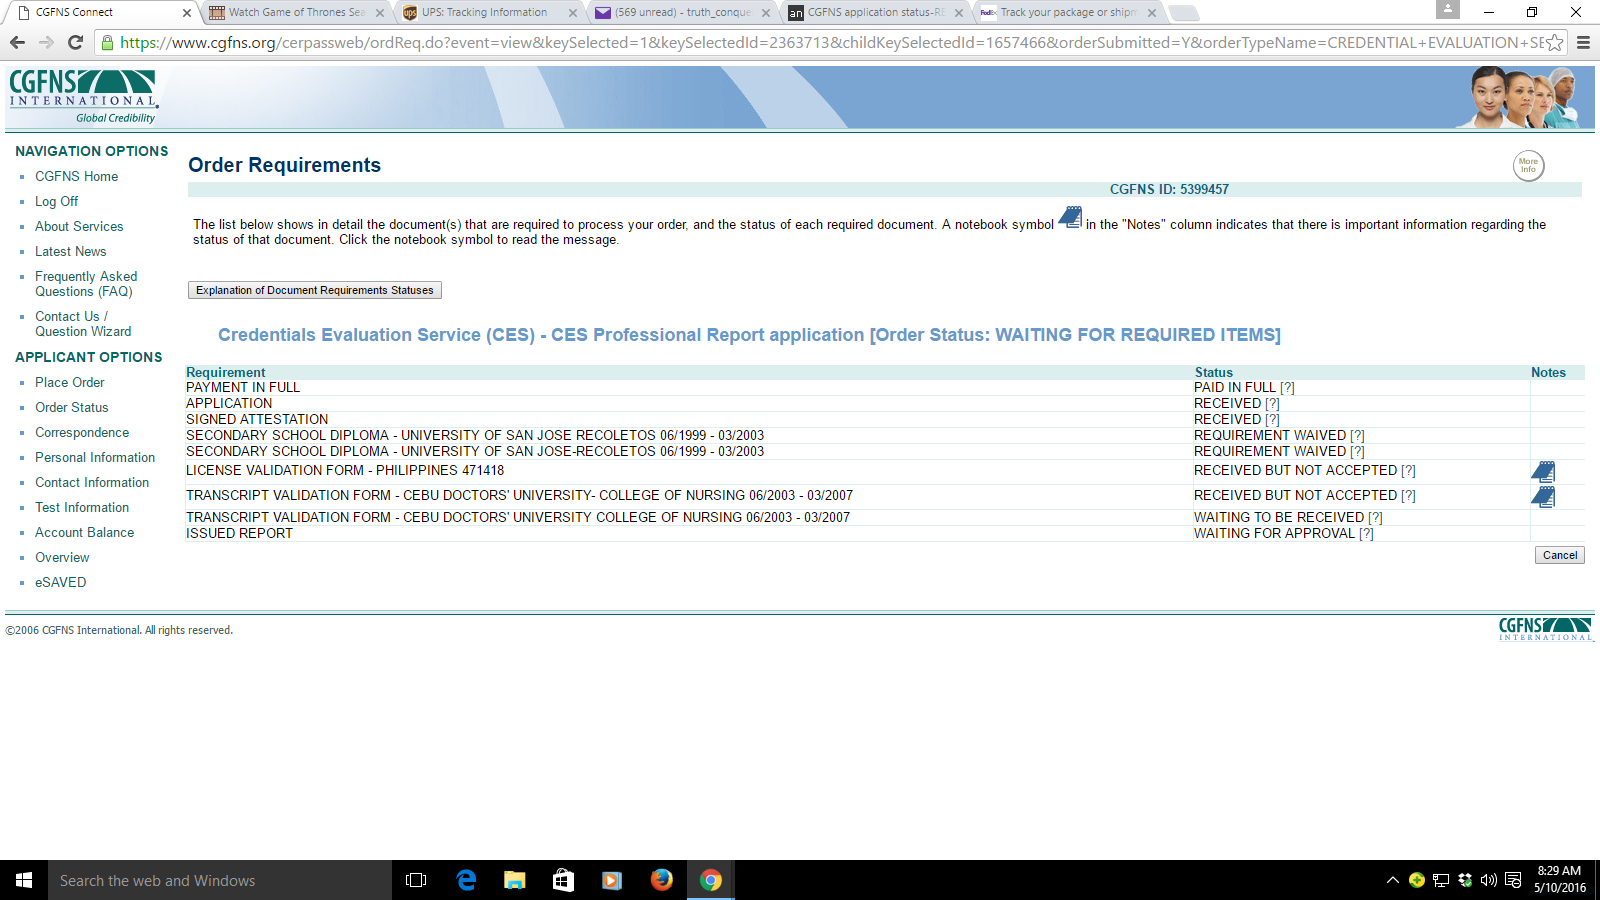 CGFNS Connect
Watch Game of Thrones Sea
UPS: Tracking Information
(569 unread) - truth_conque
an CGFNS application status-RE
FedEx Track your package or shipm
https://www.cgfns.org/cerpassweb/ordReq.do?event=view&keySelected=1&keySelectedId=2363713&childKeySelectedId=1657466&orderSubmitted=Y&orderTypeName=CREDENTIAL+EVALUATION+SE
CGFNS
INTERNATIONAL
Global Credibility
NAVIGATION OPTIONS
CGFNS Home
Log Off
About Services
Latest News
Frequently Asked
Questions (FAQ)
Contact Us /
Question Wizard
APPLICANT OPTIONS
Place Order
Order Status
Correspondence
Personal Information
Contact Information
Test Information
Account Balance
Overview
eSAVED
Order Requirements
More
Info
CGFNS ID: 5399457
The list below shows in detail the document(s) that are required to process your order, and the status of each required document. A notebook symbol in the "Notes" column indicates that there is important information regarding the
status of that document. Click the notebook symbol to read the message.
Explanation of Document Requirements Statuses
Credentials Evaluation Service (CES) - CES Professional Report application [Order Status: WAITING FOR REQUIRED ITEMS]
Requirement Status Notes
PAYMENT IN FULL PAID IN FULL [?]
APPLICATION RECEIVED [?]
SIGNED ATTESTATION RECEIVED [?]
SECONDARY SCHOOL DIPLOMA - UNIVERSITY OF SAN JOSE RECOLETOS 06/1999 - 03/2003 REQUIREMENT WAIVED [?]
SECONDARY SCHOOL DIPLOMA - UNIVERSITY OF SAN JOSE-RECOLETOS 06/1999 - 03/2003 REQUIREMENT WAIVED [?]
LICENSE VALIDATION FORM - PHILIPPINES 471418 RECEIVED BUT NOT ACCEPTED [?]
TRANSCRIPT VALIDATION FORM - CEBU DOCTORS' UNIVERSITY- COLLEGE OF NURSING 06/2003 - 03/2007 RECEIVED BUT NOT ACCEPTED [?]
TRANSCRIPT VALIDATION FORM - CEBU DOCTORS' UNIVERSITY COLLEGE OF NURSING 06/2003 - 03/2007 WAITING TO BE RECEIVED [?]
ISSUED REPORT WAITING FOR APPROVAL [?]
Cancel
©2006 CGFNS International. All rights reserved.
CGFNS
INTERNATIONAL
Search the web and Windows
8:29 AM
5/10/2016